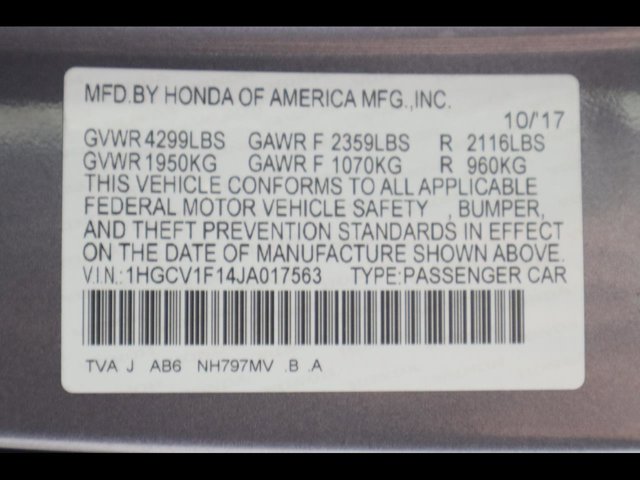 MFD.BY HONDA OF AMERICA MFG.,INC.
10/'17
GVWR 4299LBS GAWR F 2359LBS R 2116LBS
GVWR 1950KG GAWR F 1070KG R 960KG
THIS VEHICLE CONFORMS TO ALL APPLICABLE
FEDERAL MOTOR VEHICLE SAFETY , BUMPER,
AND THEFT PREVENTION STANDARDS IN EFFECT
ON THE DATE OF MANUFACTURE SHOWN ABOVE.
V.I.N.: 1HGCV1F14JA017563 TYPE:PASSENGER CAR
TVA J AB6 NH797MV .B .A